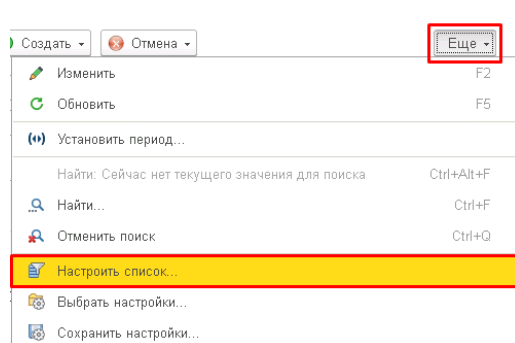 Создать Отмена Еще
Изменить F2
Обновить F5
Установить период...
Найти: Сейчас нет текущего значения для поиска Ctrl+Alt+F
Найти... Ctrl+F
Отменить поиск Ctrl+Q
Настроить список...
Выбрать настройки...
Сохранить настройки...